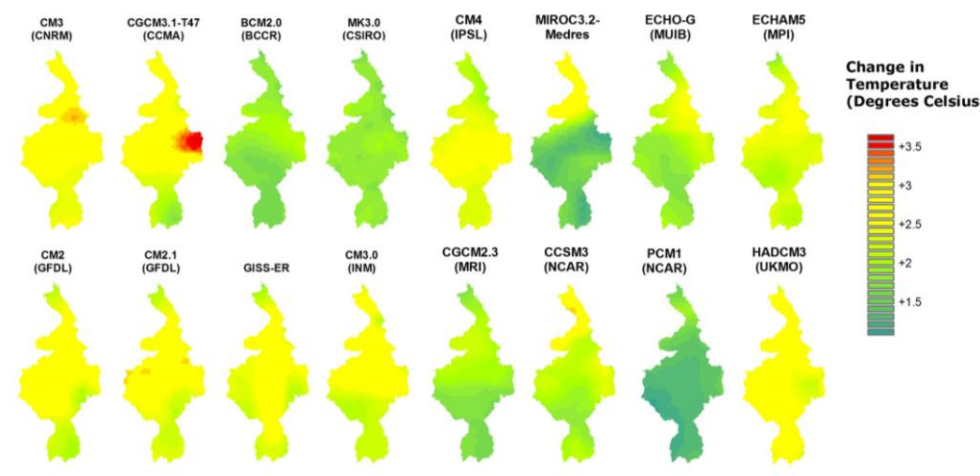 CM3
(CNRM)
CGCM3.1-T47
(CCMA)
BCM2.0
(BCCR)
MK3.0
(CSIRO)
CM4
(IPSL)
MIROC3.2-
Medres
ECHO-G
(MUIB)
ECHAM5
(MPI)
CM2
(GFDL)
CM2.1
(GFDL)
GISS-ER
CM3.0
(INM)
CGCM2.3
(MRI)
CCSM3
(NCAR)
PCM1
(NCAR)
HADCM3
(UKMO)
Change in
Temperature
(Degrees Celsius
+3.5
+3
+2.5
+2
+1.5